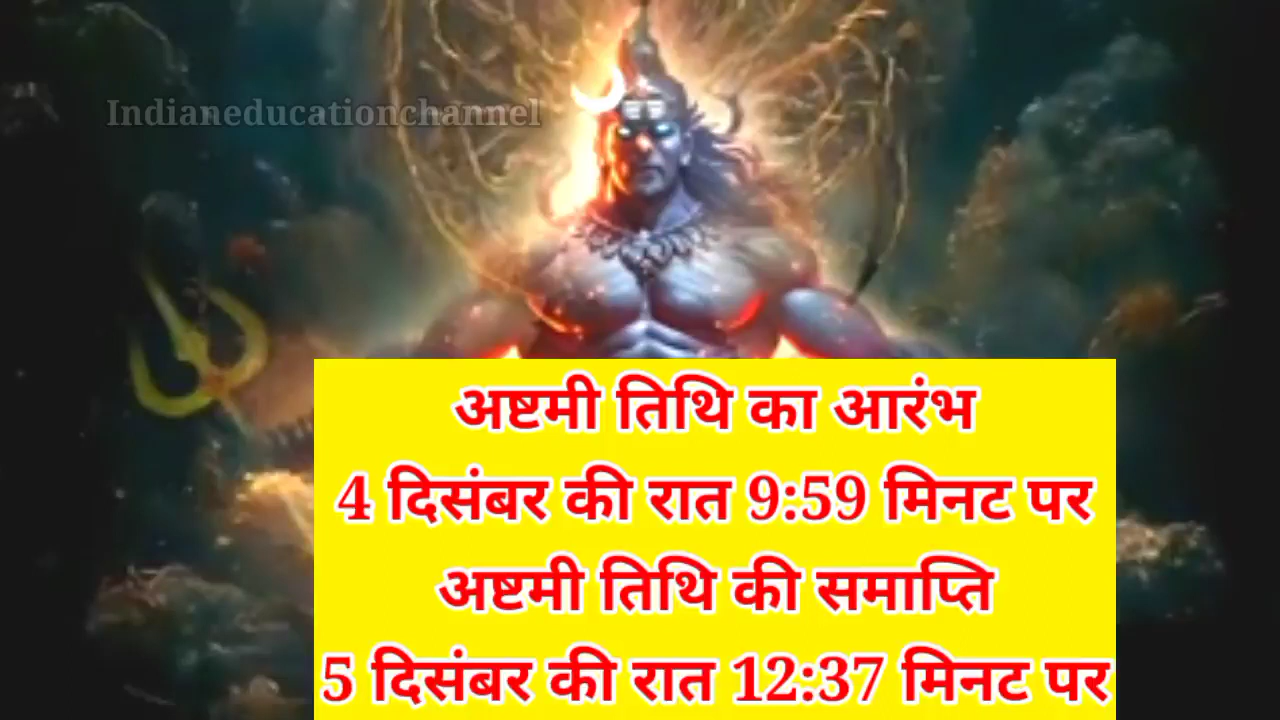 Indianeducationchannel
अष्टमी तिथि का आरंभ
4 दिसंबर की रात 9:59 मिनट पर
अष्टमी तिथि की समाप्ति
5 दिसंबर की रात 12:37 मिनट पर